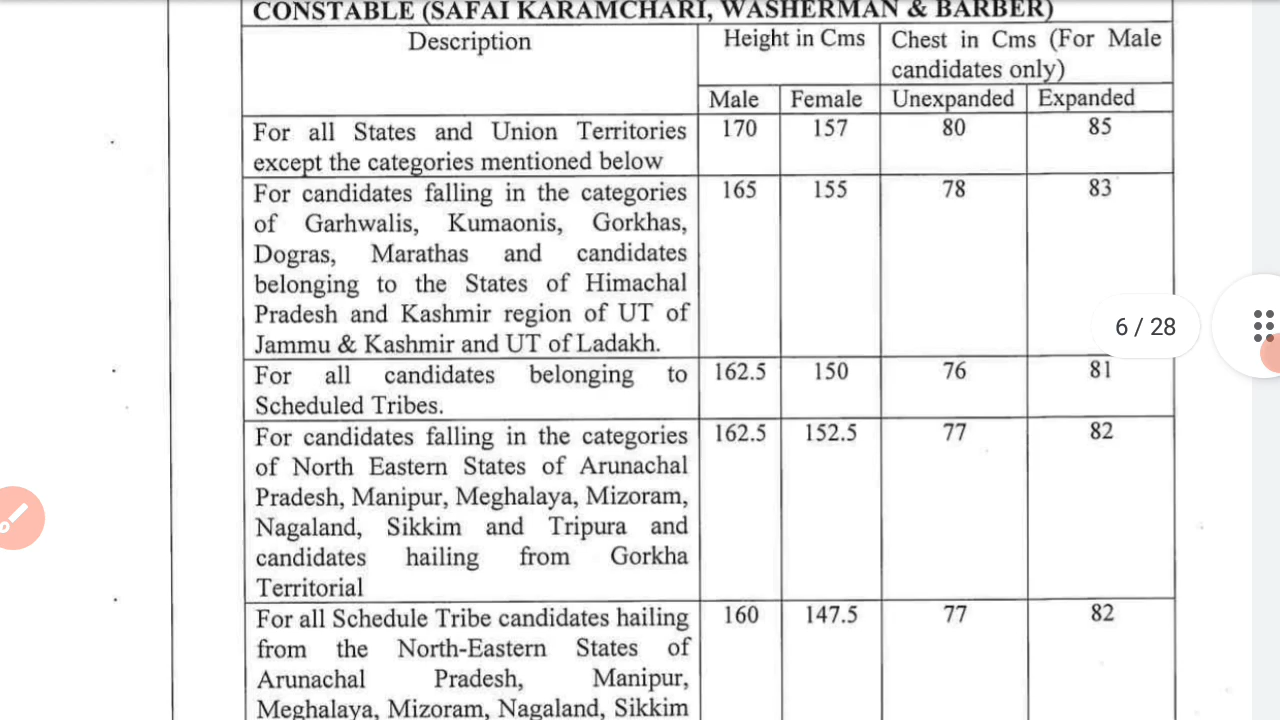 CONSTABLE (SAFAI KARAMCHARI, WASHERMAN & BARBER)
Description
Height in Cms
Chest in Cms (For Male
candidates only)
Male
Female
Unexpanded
Expanded
For all States and Union Territories
except the categories mentioned below
170
157
80
85
For candidates falling in the categories
of Garhwalis, Kumaonis, Gorkhas,
Dogras, Marathas and candidates
belonging to the States of Himachal
Pradesh and Kashmir region of UT of
Jammu & Kashmir and UT of Ladakh.
165
155
78
83
For all candidates belonging to
Scheduled Tribes.
162.5
150
76
81
For candidates falling in the categories
of North Eastern States of Arunachal
Pradesh, Manipur, Meghalaya, Mizoram,
Nagaland, Sikkim and Tripura and
candidates hailing from Gorkha
Territorial
162.5
152.5
77
82
For all Schedule Tribe candidates hailing
from the North-Eastern States of
Arunachal Pradesh, Manipur,
Meghalaya, Mizoram, Nagaland, Sikkim
160
147.5
77
82
6 / 28